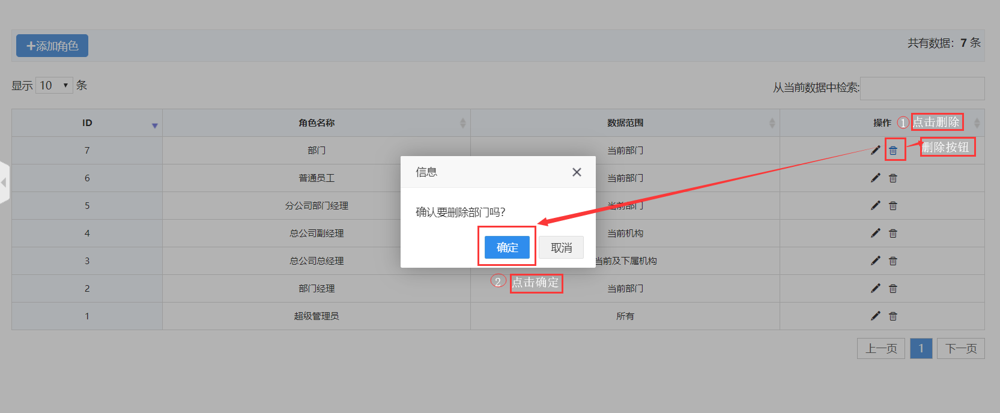 添加角色
共有数据：7 条
显示 10 条
从当前数据中检索:
ID 角色名称 数据范围 操作 ① 点击删除
7 部门 当前部门 删除按钮
6 普通员工 当前部门
5 分公司部门经理 当前部门
4 总公司副经理 当前机构
3 总公司总经理 当前及下属机构
2 部门经理 当前部门
1 超级管理员 所有
信息
确认要删除部门吗？
确定 取消
② 点击确定
上一页 1 下一页